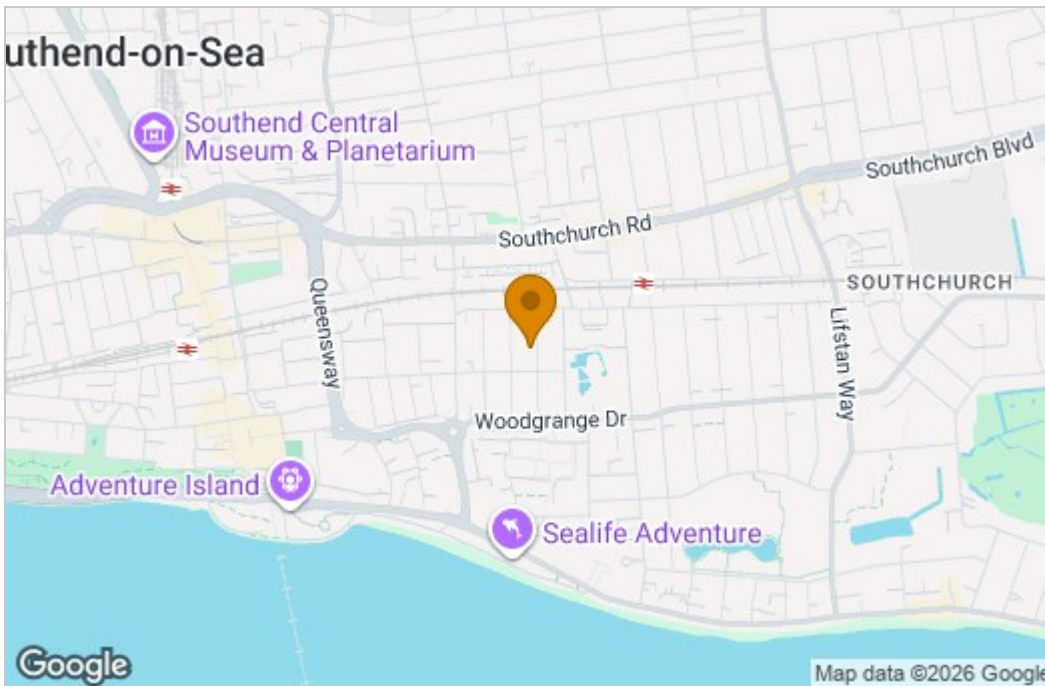 uthend-on-Sea
Southend Central
Museum & Planetarium
Southchurch Blvd
Southchurch Rd
SOUTHCHURCH
Queensway
Lifstan Way
Woodgrange Dr
Adventure Island
Sealife Adventure
Google
Map data ©2026 Google